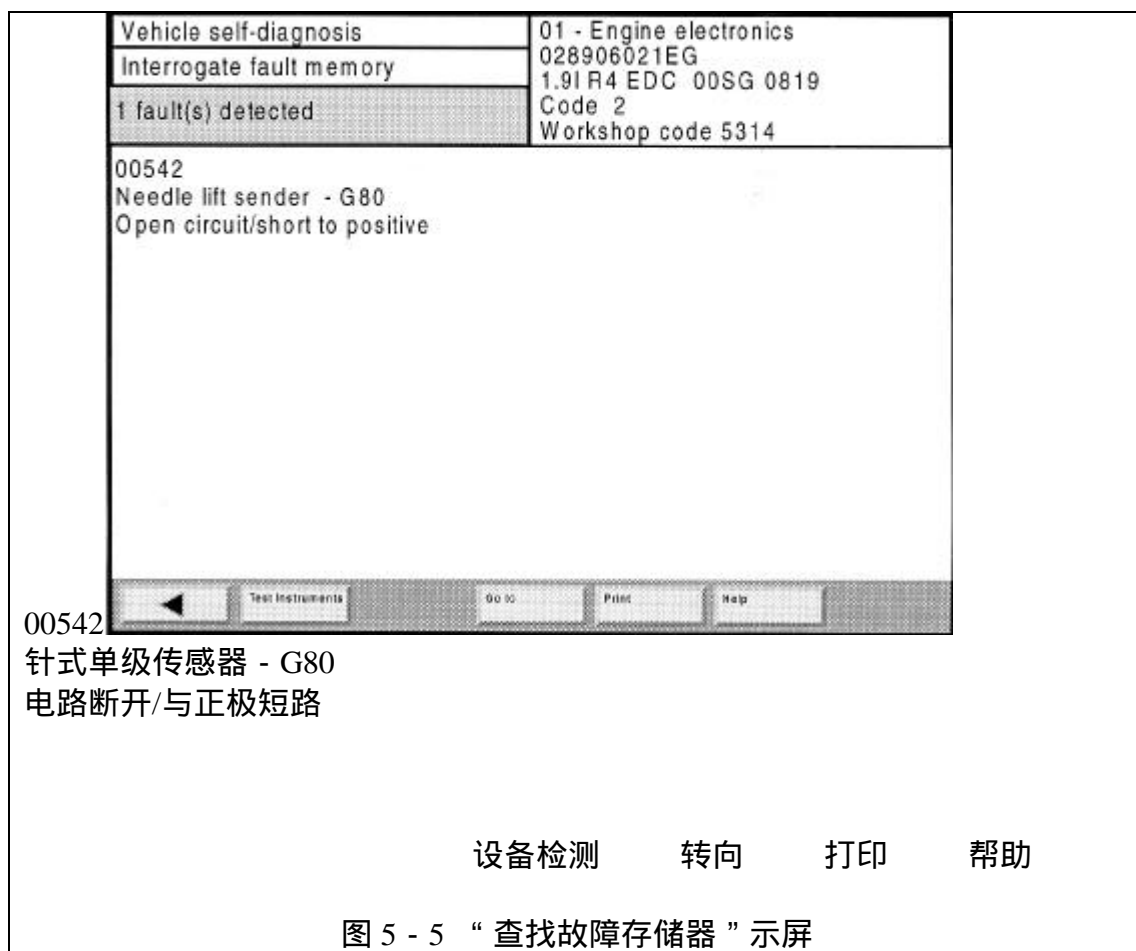 Vehicle self-diagnosis
Interrogate fault memory
1 fault(s) detected
01 - Engine electronics
028906021EG
1.9l R4 EDC 00SG 0819
Code 2
Workshop code 5314
00542
Needle lift sender - G80
Open circuit/short to positive
Test Instruments
Go to
Print
Help
00542
针式单级传感器 - G80
电路断开/与正极短路
设备检测 转向 打印 帮助
图 5 - 5 “查找故障存储器”示屏